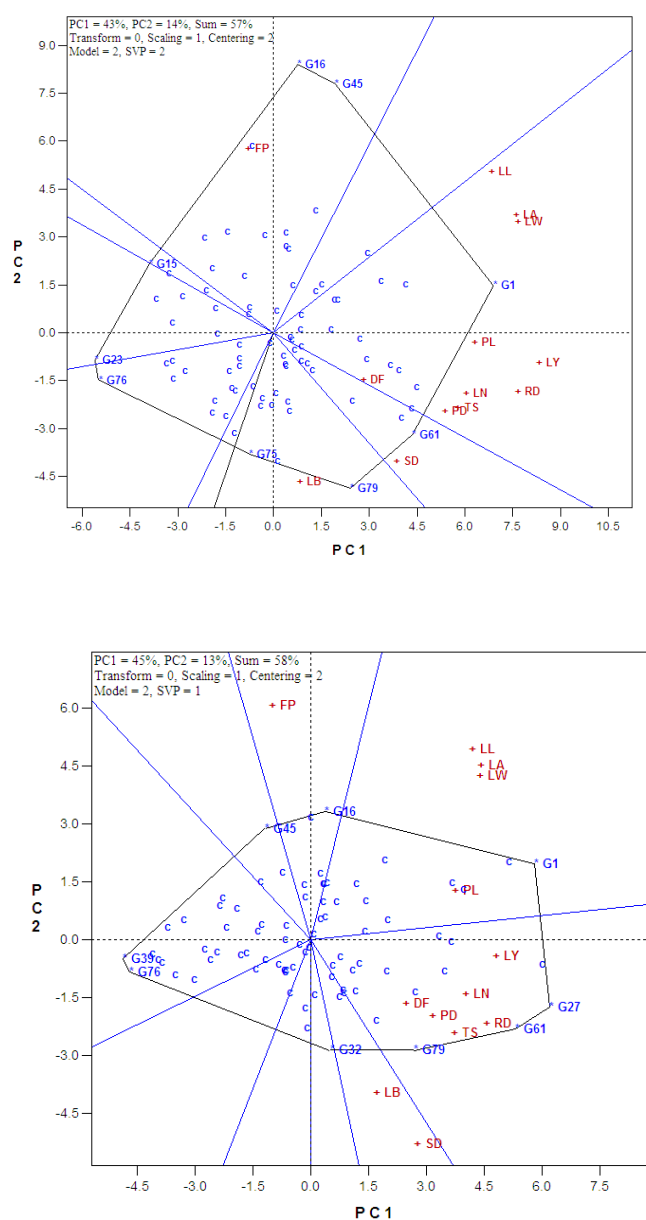 PC1 = 43%, PC2 = 14%, Sum = 57%
Transform = 0, Scaling = 1, Centering = 2
Model = 2, SVP = 2
9.0
7.5
6.0
4.5
3.0
1.5
0.0
-1.5
-3.0
-4.5
P C 2
G16
G45
FP
LL
LA
LW
G15
G1
PL
LY
G23
G76
DF
LN
RD
TS
PD
G61
G75
SD
LB
G79
-6.0 -4.5 -3.0 -1.5 0.0 1.5 3.0 4.5 6.0 7.5 9.0 10.5
P C 1
PC1 = 45%, PC2 = 13%, Sum = 58%
Transform = 0, Scaling = 1, Centering = 2
Model = 2, SVP = 1
6.0
4.5
3.0
1.5
0.0
-1.5
-3.0
-4.5
P C 2
FP
LL
LA
LW
G16
G45
G1
PL
G39
LY
G76
LN
DF
G27
PD
RD
TS
G61
G32
G79
LB
SD
-4.5 -3.0 -1.5 0.0 1.5 3.0 4.5 6.0 7.5
P C 1